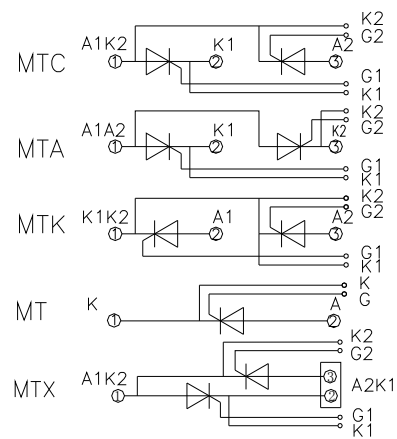 K2
G2
A1K2 K1 A2
MTC ① ② ③
G1
K1
K2
G2
A1A2 K1 K2
MTA ① ② ③
G1
K1
K2
G2
K1K2 A1 A2
MTK ① ② ③
G1
K1
K
G
K A
MT ① ②
K2
G2
③
A1K2 A2K1
MTX ① ②
G1
K1